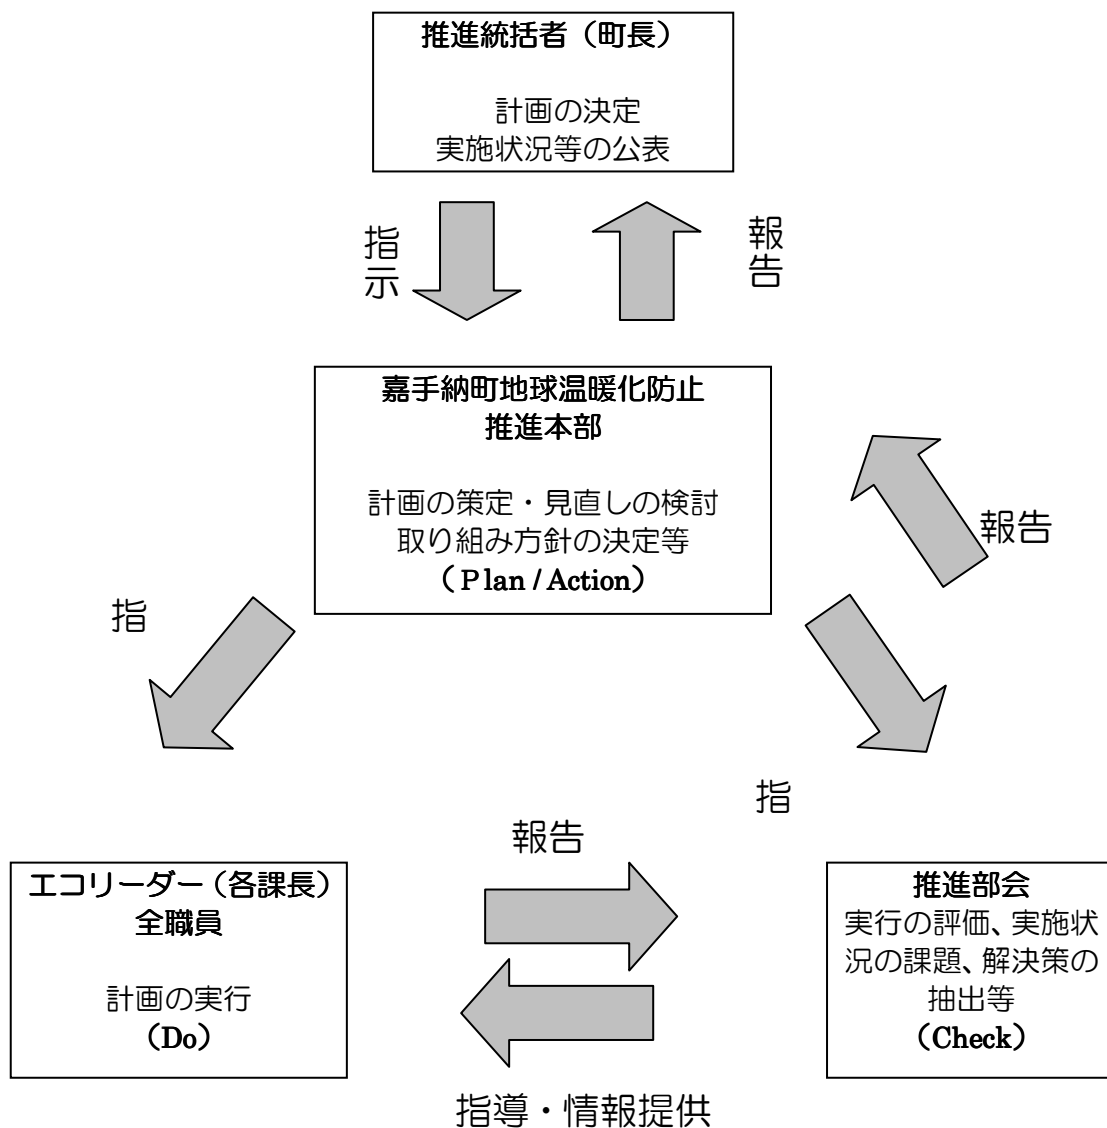 推進統括者（町長）
計画の決定
実施状況等の公表
指示
報告
嘉手納町地球温暖化防止
推進本部
計画の策定・見直しの検討
取り組み方針の決定等
（Ｐlan / Action）
報告
指
指
報告
エコリーダー（各課長）
全職員
計画の実行
（Do）
推進部会
実行の評価、実施状
況の課題、解決策の
抽出等
（Check）
指導・情報提供